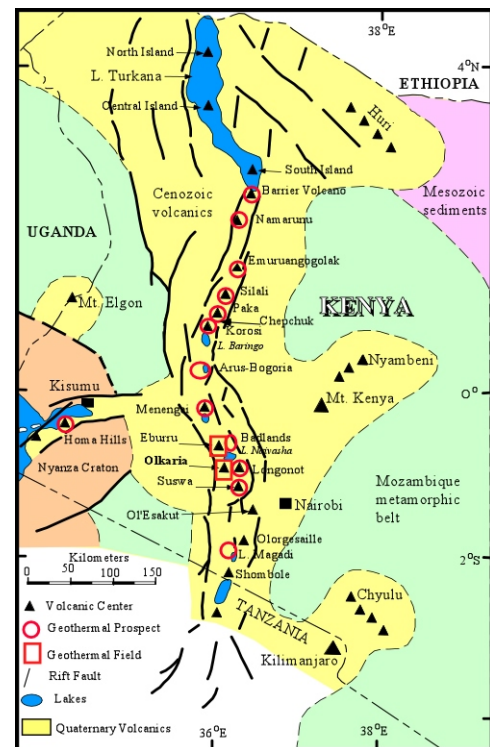 38°E
North Island
4°N
L. Turkana
ETHIOPIA
Central Island
Huri
South Island
Barrier Volcano
Cenozoic
volcanics
Mesozoic
sediments
Namarunu
UGANDA
Emuruangogolak
Silali
KENYA
Mt. Elgon
Paka
Chepchuk
Korosi
L. Baringo
Nyambeni
Arus-Bogoria
0°
Kisumu
Menengai
Mt. Kenya
Homa Hills
Eburru
Badlands
L. Naivasha
Nyanza Craton
Olkaria
Longonot
Suswa
Mozambique
metamorphic
belt
Nairobi
Ol'Esakut
Kilometers
0 50 100 150
Olorgesaille
L. Magadi
2°S
Shombole
Chyulu
TANZANIA
Kilimanjaro
Volcanic Center
Geothermal Prospect
Geothermal Field
Rift Fault
Lakes
Quaternary Volcanics
36°E
38°E